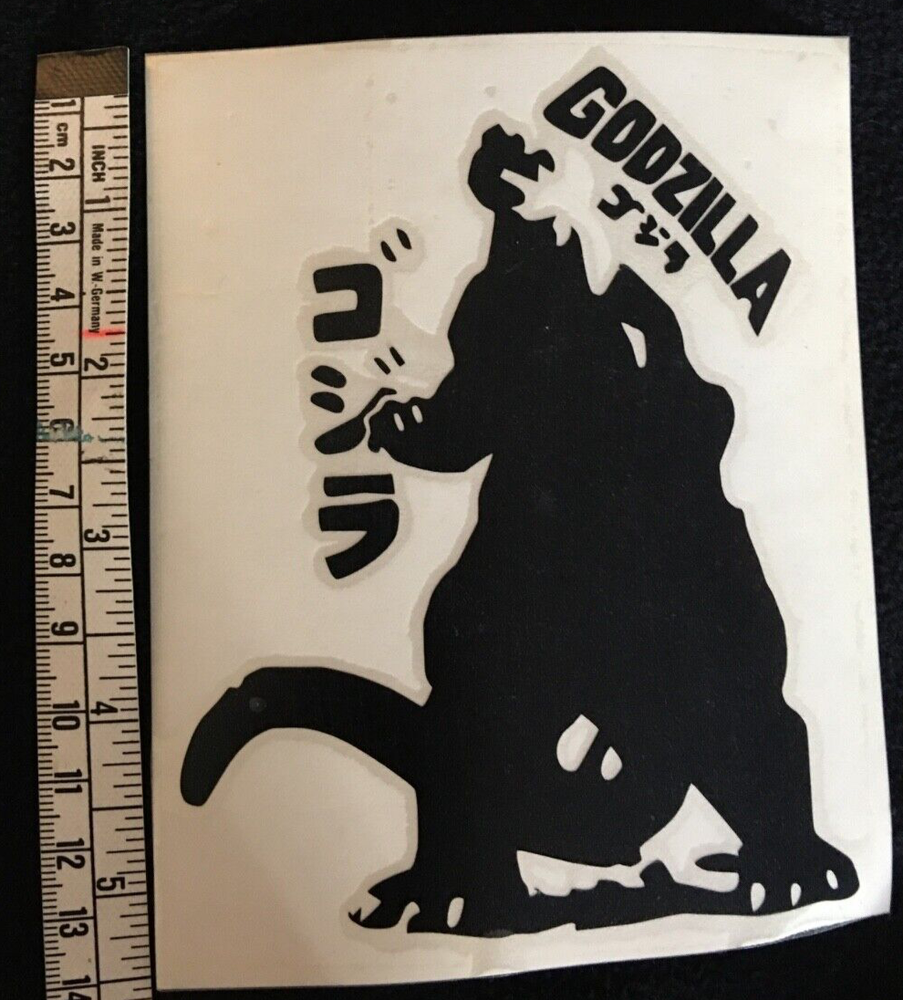 GODZILLA
ゴジラ
ゴジラ
1 cm 2 3 4 5 6 7 8 9 10 11 12 13 14
INCH 1 Made in W.-Germany 2 3 4 5